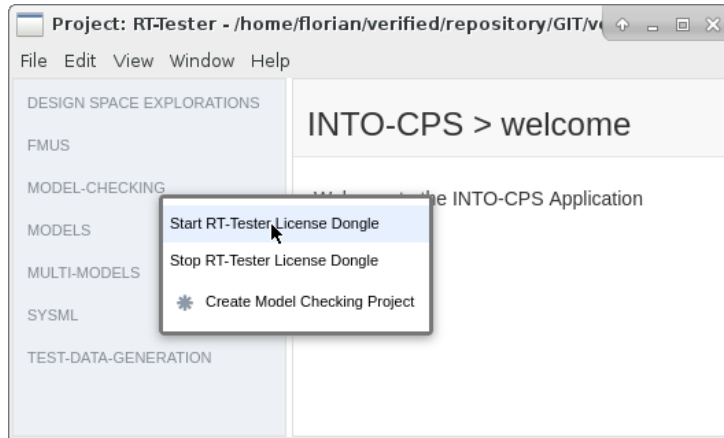 Project: RT-Tester - /home/florian/verified/repository/GIT/v
File Edit View Window Help
DESIGN SPACE EXPLORATIONS
FMUS
MODEL-CHECKING
MODELS
MULTI-MODELS
SYSML
TEST-DATA-GENERATION
INTO-CPS > welcome
Welcome to the INTO-CPS Application
Start RT-Tester License Dongle
Stop RT-Tester License Dongle
Create Model Checking Project